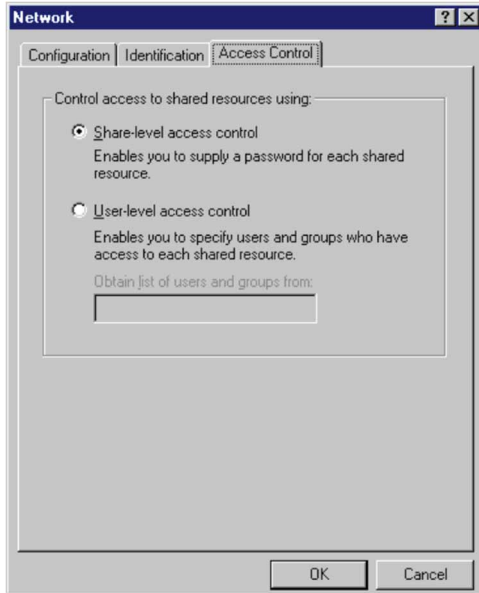 Network
Configuration Identification Access Control
Control access to shared resources using:
Share-level access control
Enables you to supply a password for each shared
resource.
User-level access control
Enables you to specify users and groups who have
access to each shared resource.
Obtain list of users and groups from:
OK Cancel